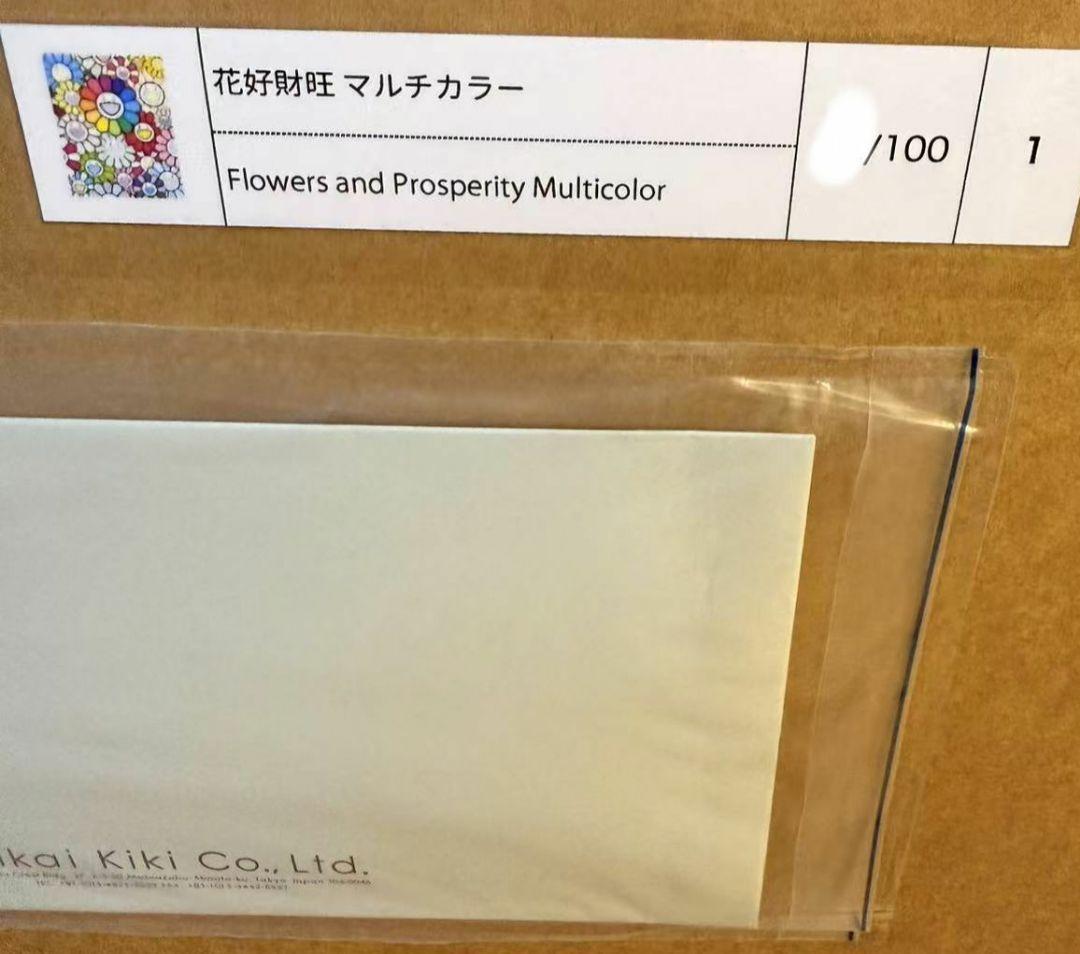 花好財旺 マルチカラー
Flowers and Prosperity Multicolor
/100
1
ikai Kiki Co., Ltd.